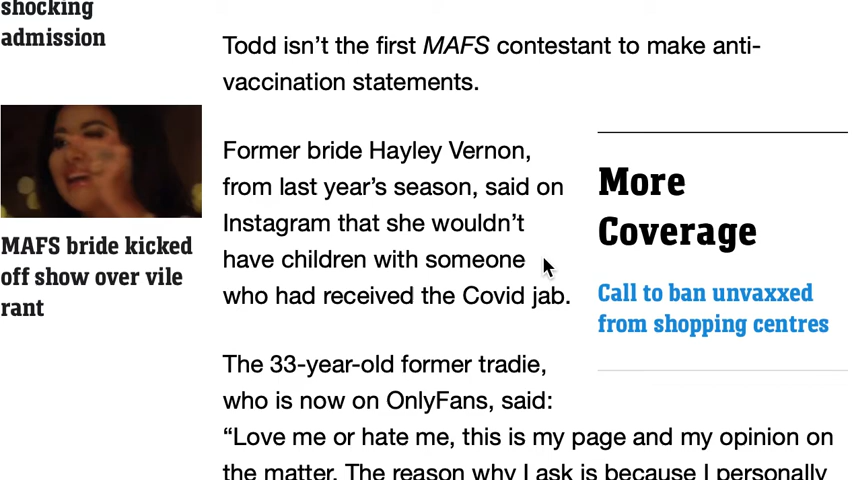 shocking
admission
MAFS bride kicked
off show over vile
rant
Todd isn’t the first MAFS contestant to make anti-
vaccination statements.
Former bride Hayley Vernon,
from last year’s season, said on
Instagram that she wouldn’t
have children with someone
who had received the Covid jab.
More
Coverage
Call to ban unvaxxed
from shopping centres
The 33-year-old former tradie,
who is now on OnlyFans, said:
“Love me or hate me, this is my page and my opinion on
the matter. The reason why I ask is because I personally